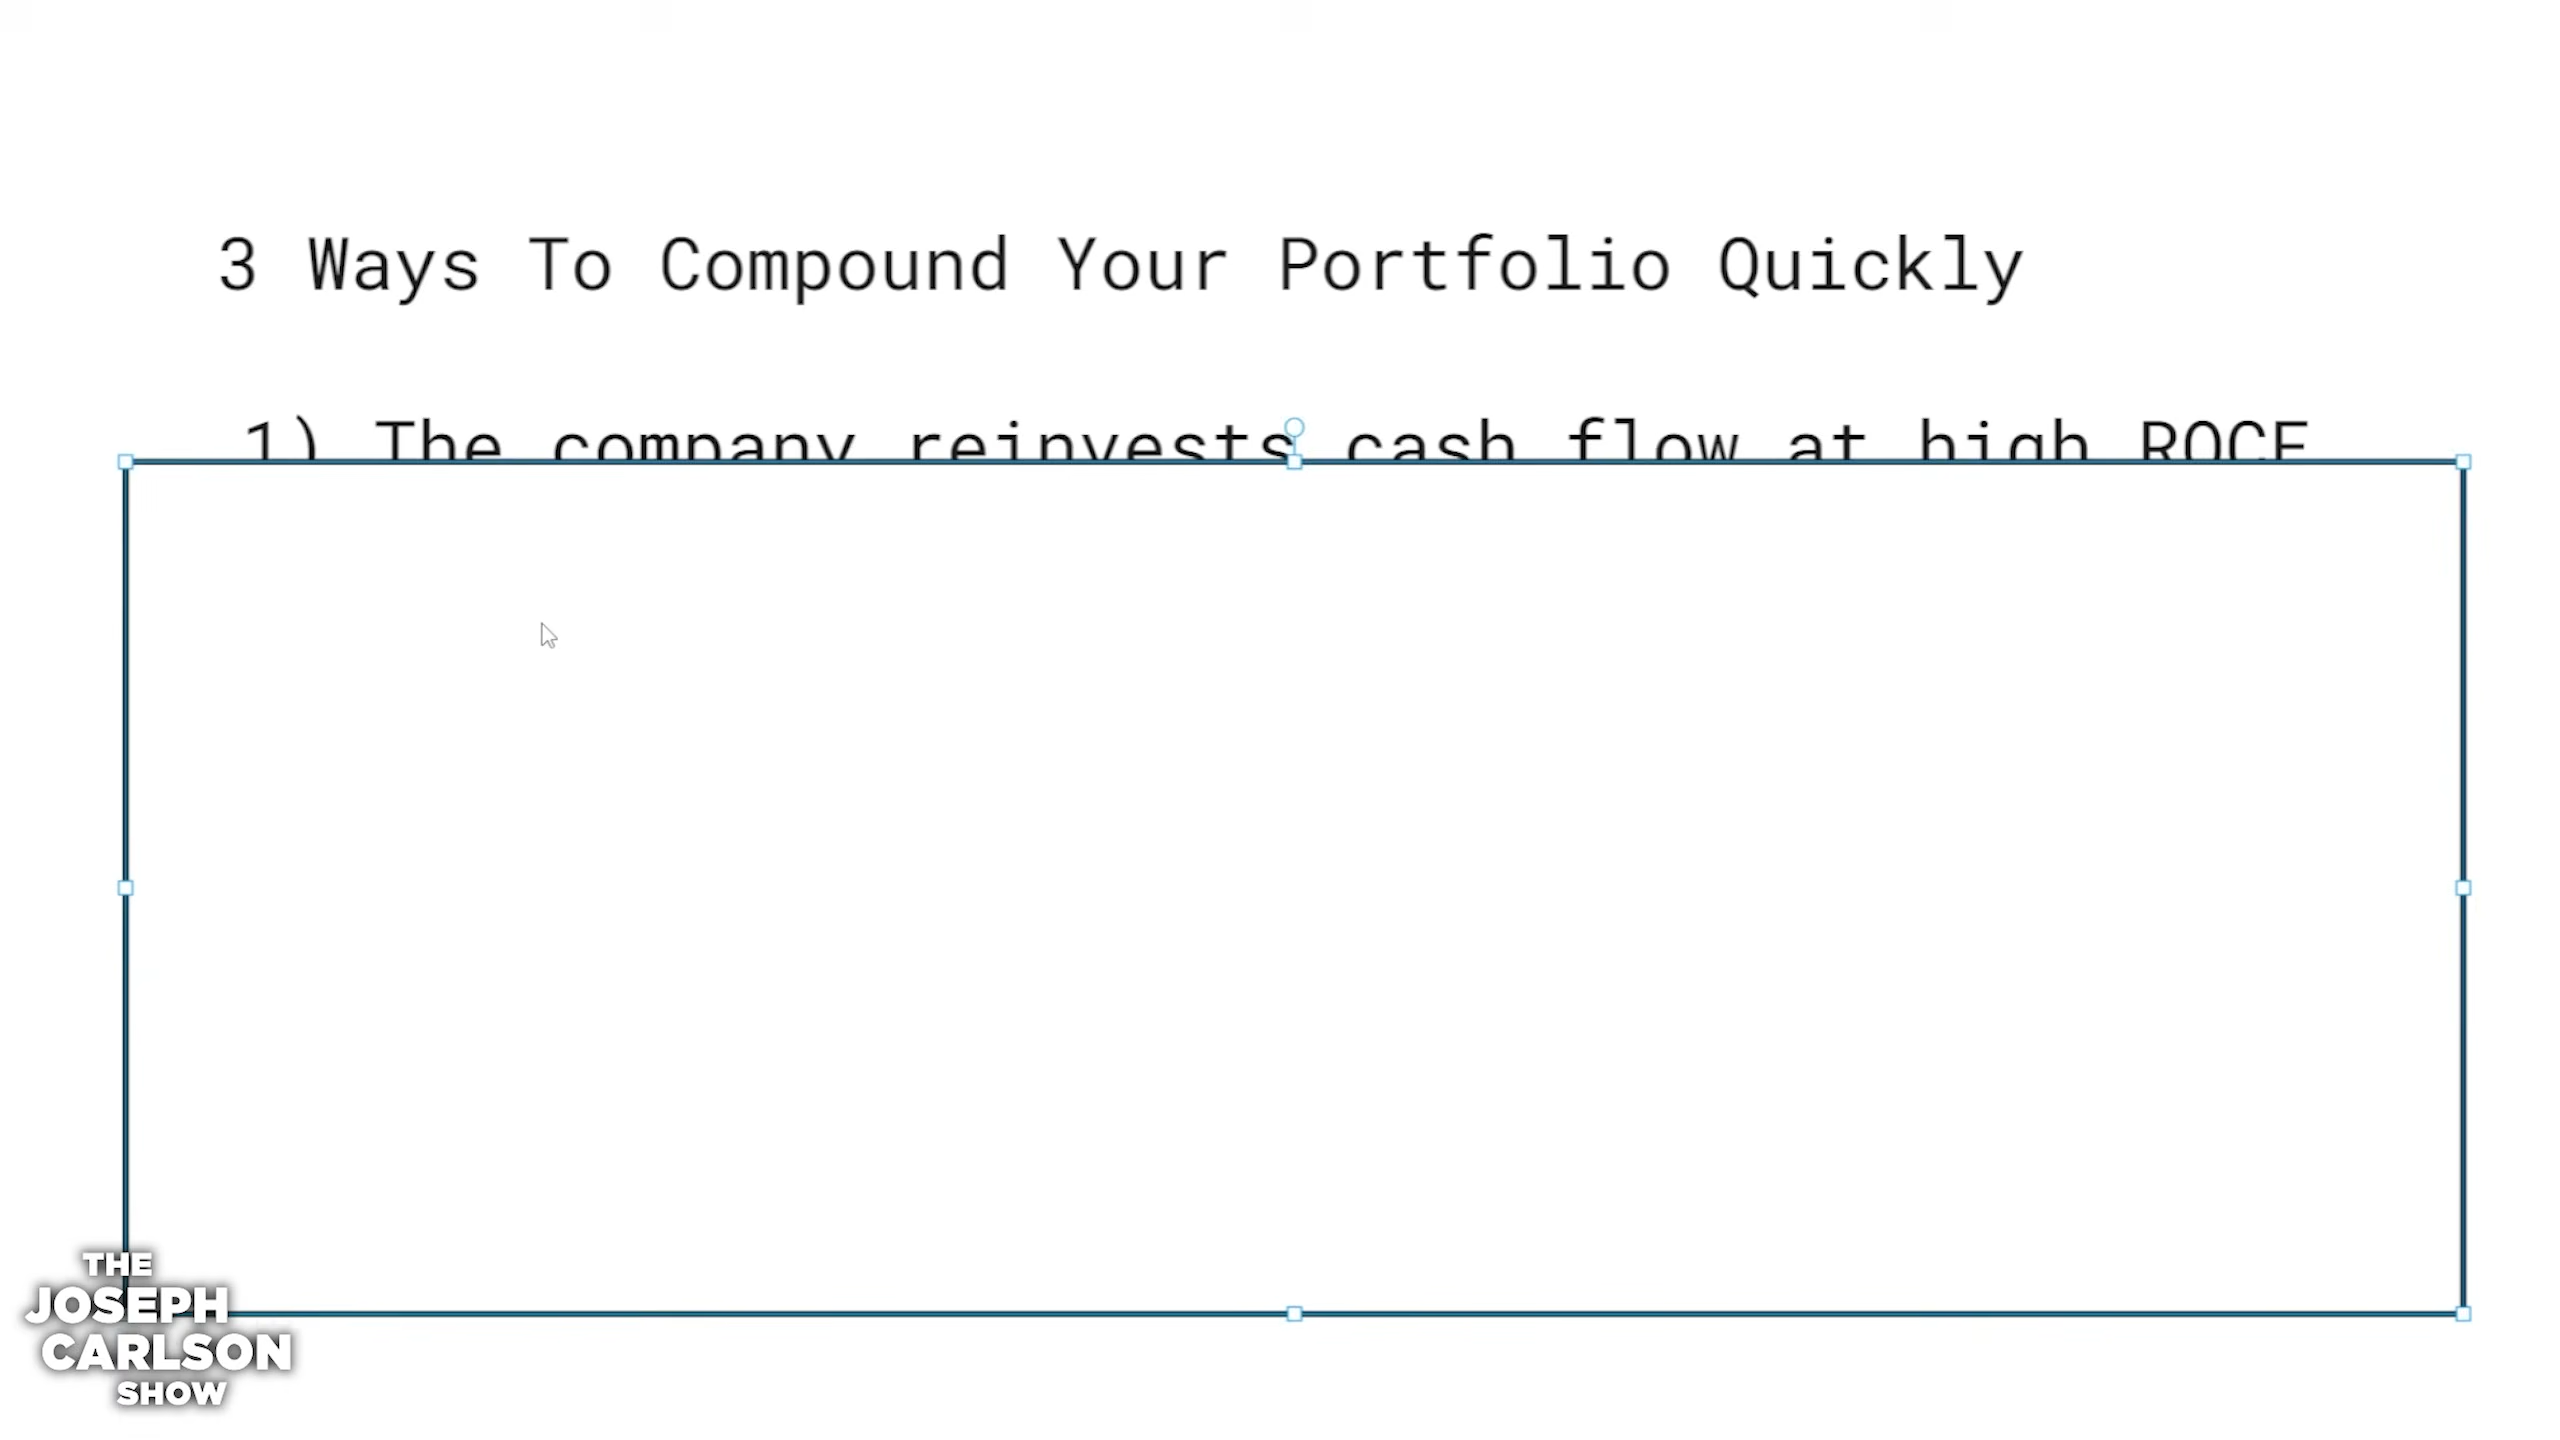 3 Ways To Compound Your Portfolio Quickly
1) The company reinvests cash flow at high ROCE
THE
JOSEPH
CARLSON
SHOW